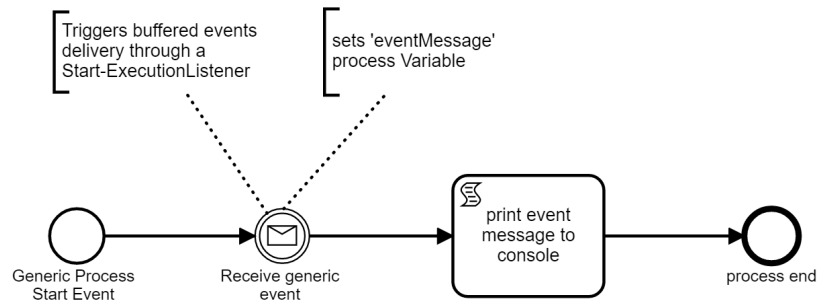 Triggers buffered events
delivery through a
Start-ExecutionListener
sets 'eventMessage'
process Variable
Generic Process
Start Event
Receive generic
event
print event
message to
console
process end